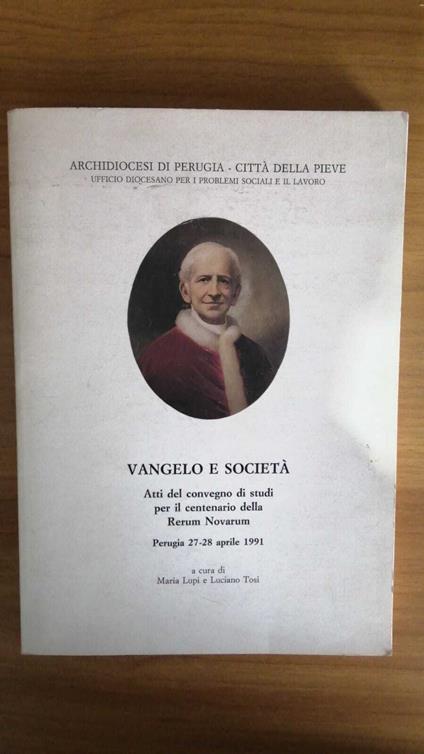 ARCHIDIOCESI DI PERUGIA - CITTÀ DELLA PIEVE
UFFICIO DIOCESANO PER I PROBLEMI SOCIALI E IL LAVORO
VANGELO E SOCIETÀ
Atti del convegno di studi
per il centenario della
Rerum Novarum
Perugia 27-28 aprile 1991
a cura di
Maria Lupi e Luciano Tosi